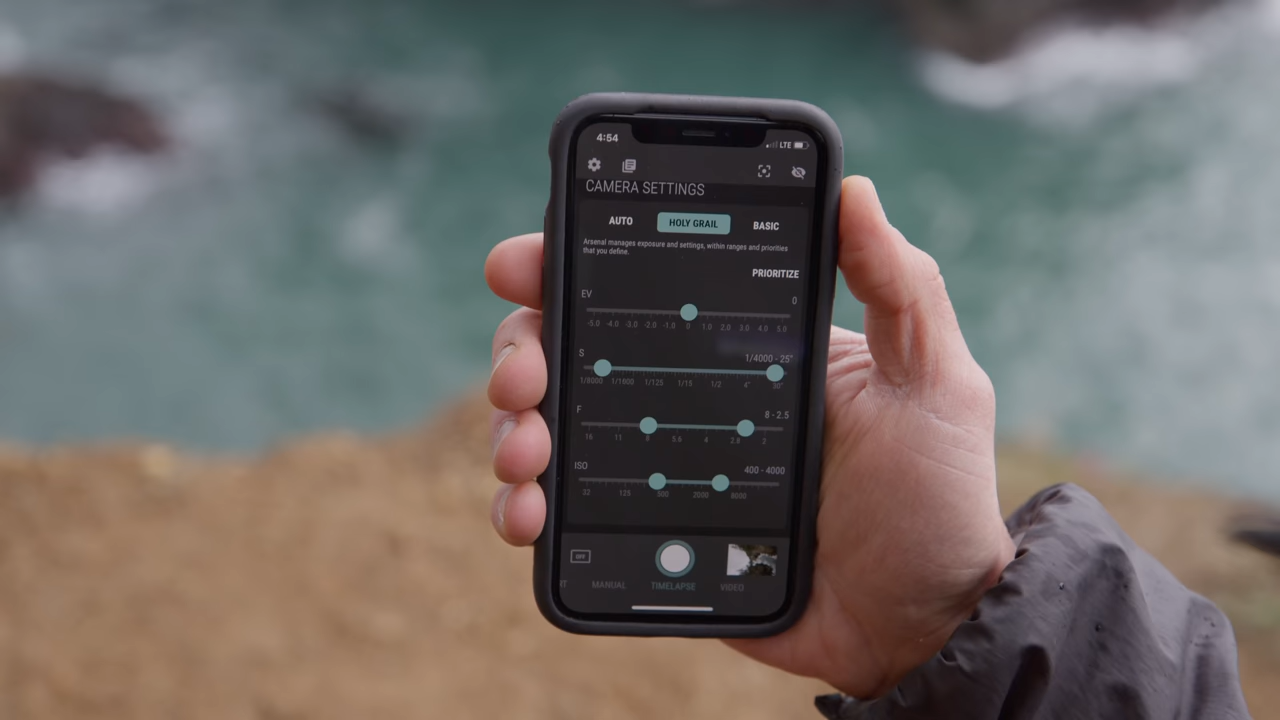 4:54
LTE
CAMERA SETTINGS
AUTO HOLY GRAIL BASIC
Arsenal manages exposure and settings, within ranges and priorities
that you define.
PRIORITIZE
EV 0
-5.0 -4.0 -3.0 -2.0 -1.0 0 1.0 2.0 3.0 4.0 5.0
S 1/4000 - 25"
1/8000 1/1600 1/125 1/15 1/2 4" 30"
F 8 - 2.5
16 11 8 5.6 4 2.8
ISO 400 - 4000
32 125 500 2000 8000
OFF
MANUAL TIMELAPSE VIDEO